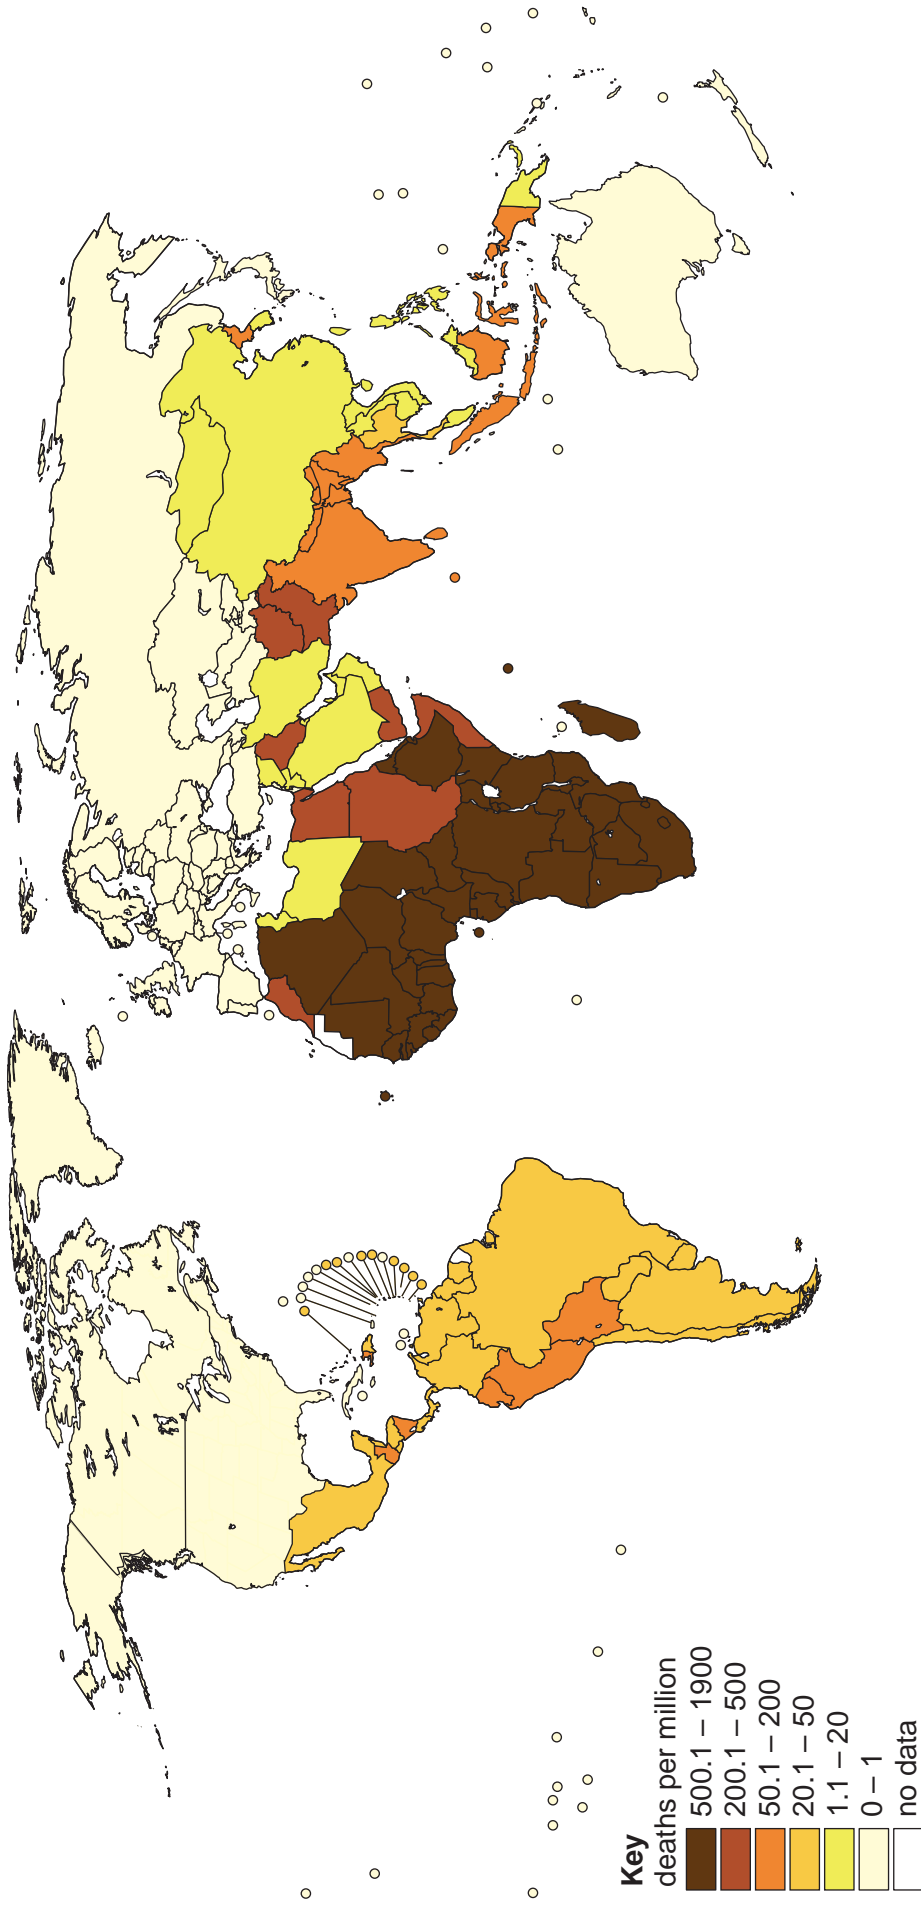 Key
deaths per million
500.1 – 1900
200.1 – 500
50.1 – 200
20.1 – 50
1.1 – 20
0 – 1
no data